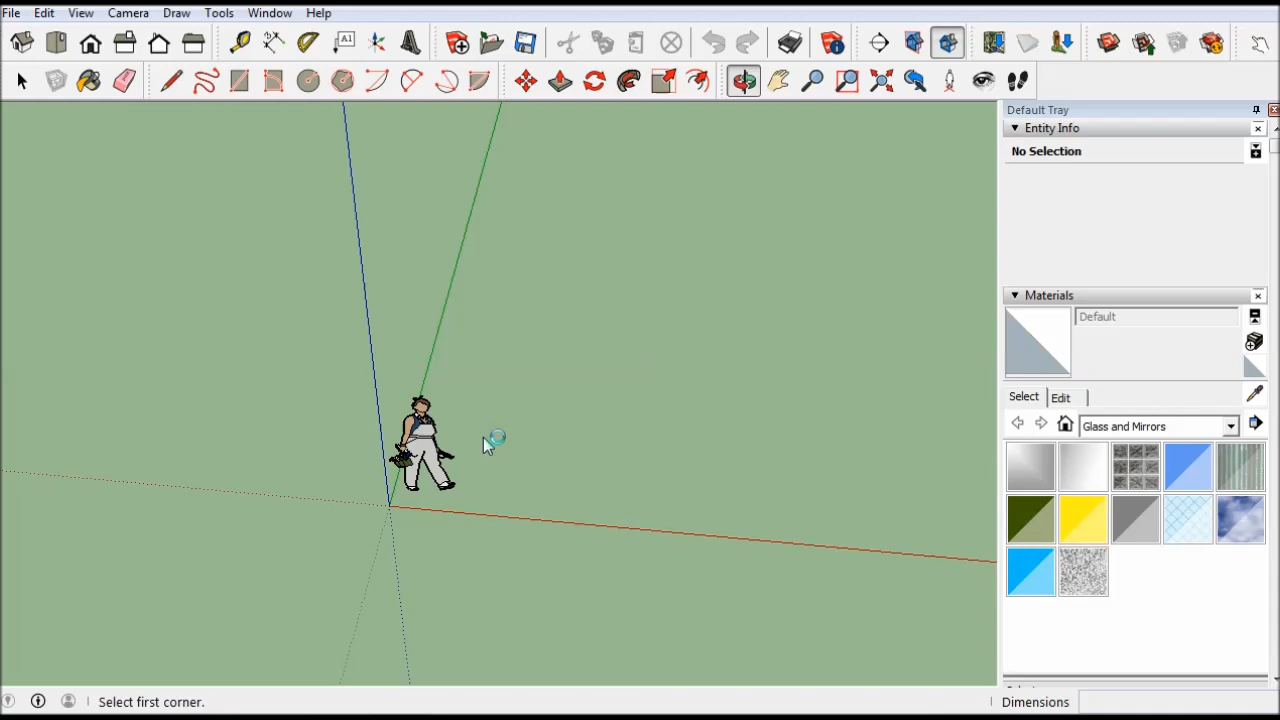 File Edit View Camera Draw Tools Window Help
A1
Default Tray
Entity Info
No Selection
Materials
Default
Select Edit
Glass and Mirrors
Select first corner.
Dimensions